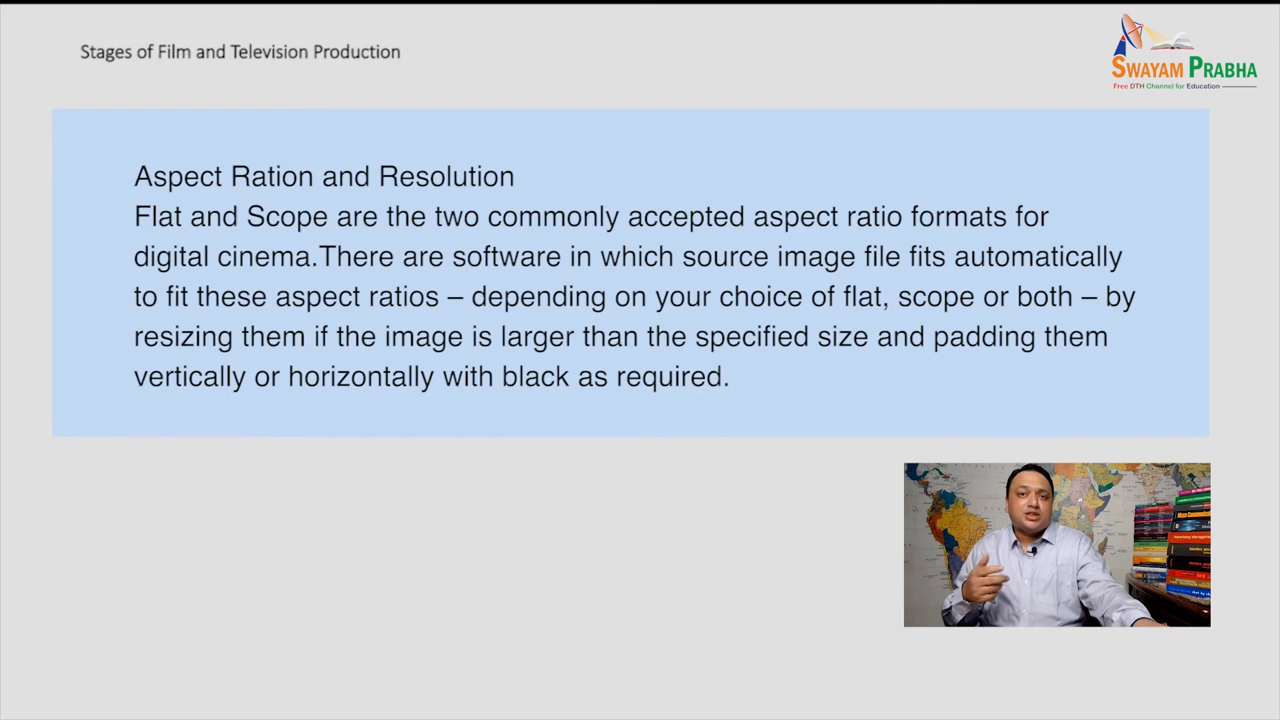 Stages of Film and Television Production
SWAYAM PRABHA
Free DTH Channel for Education
Aspect Ration and Resolution
Flat and Scope are the two commonly accepted aspect ratio formats for
digital cinema.There are software in which source image file fits automatically
to fit these aspect ratios – depending on your choice of flat, scope or both – by
resizing them if the image is larger than the specified size and padding them
vertically or horizontally with black as required.